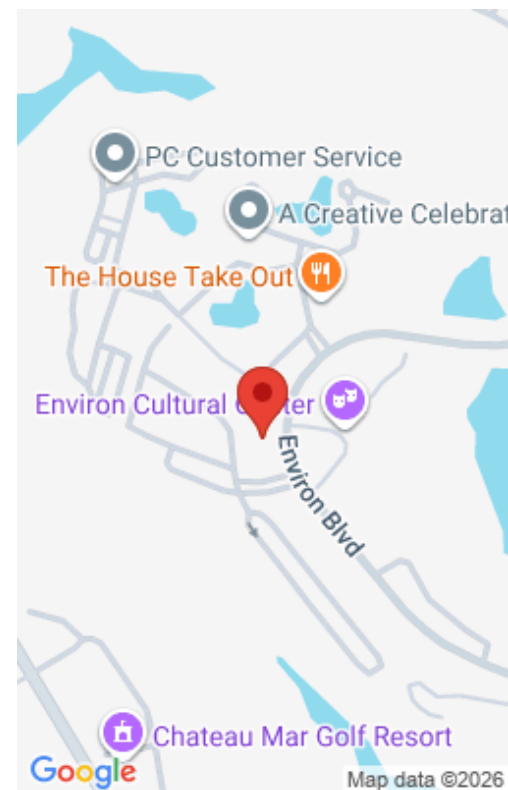 PC Customer Service
A Creative Celebrat
The House Take Out
Environ Cultural Center
Environ Blvd
Chateau Mar Golf Resort
Google
Map data ©2026